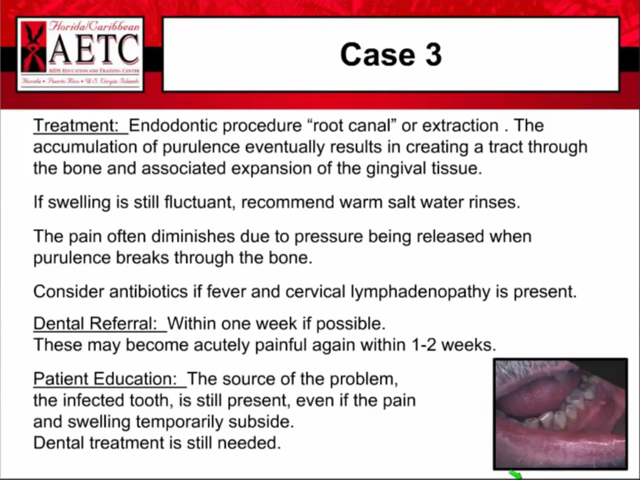 Florida/Caribbean
AETC
AIDS EDUCATION AND TRAINING CENTER
Florida • Puerto Rico • U.S. Virgin Islands
Case 3
Treatment: Endodontic procedure “root canal” or extraction . The
accumulation of purulence eventually results in creating a tract through
the bone and associated expansion of the gingival tissue.
If swelling is still fluctuant, recommend warm salt water rinses.
The pain often diminishes due to pressure being released when
purulence breaks through the bone.
Consider antibiotics if fever and cervical lymphadenopathy is present.
Dental Referral: Within one week if possible.
These may become acutely painful again within 1-2 weeks.
Patient Education: The source of the problem,
the infected tooth, is still present, even if the pain
and swelling temporarily subside.
Dental treatment is still needed.